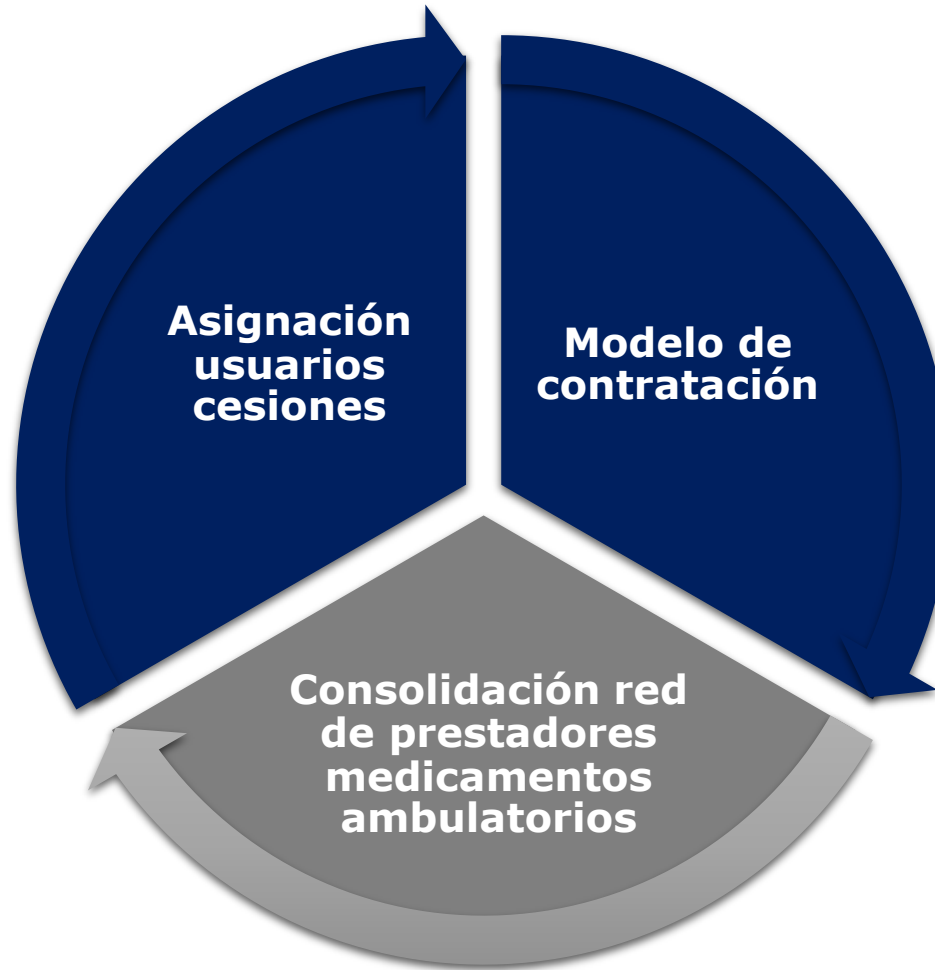 Asignación
usuarios
cesiones
Modelo de
contratación
Consolidación red
de prestadores
medicamentos
ambulatorios